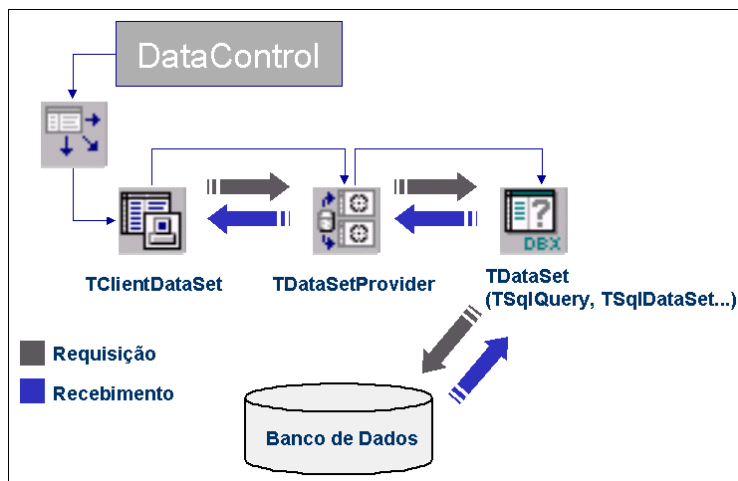 DataControl
?
DBX
TClientDataSet
TDataSetProvider
TDataSet
(TSqlQuery, TSqlDataSet...)
Requisição
Recebimento
Banco de Dados